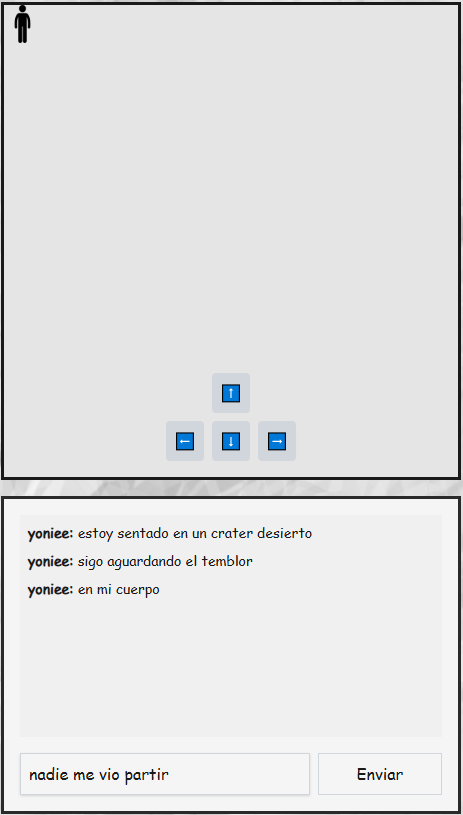 ↑
← ↓ →
yoniee: estoy sentado en un crater desierto
yoniee: sigo aguardando el temblor
yoniee: en mi cuerpo
nadie me vio partir
Enviar